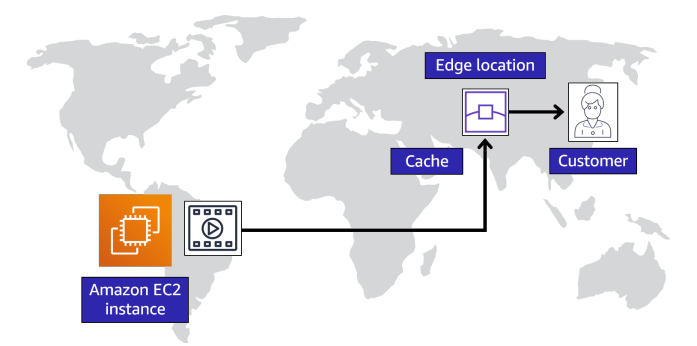 Edge location
Cache
Customer
Amazon EC2
instance